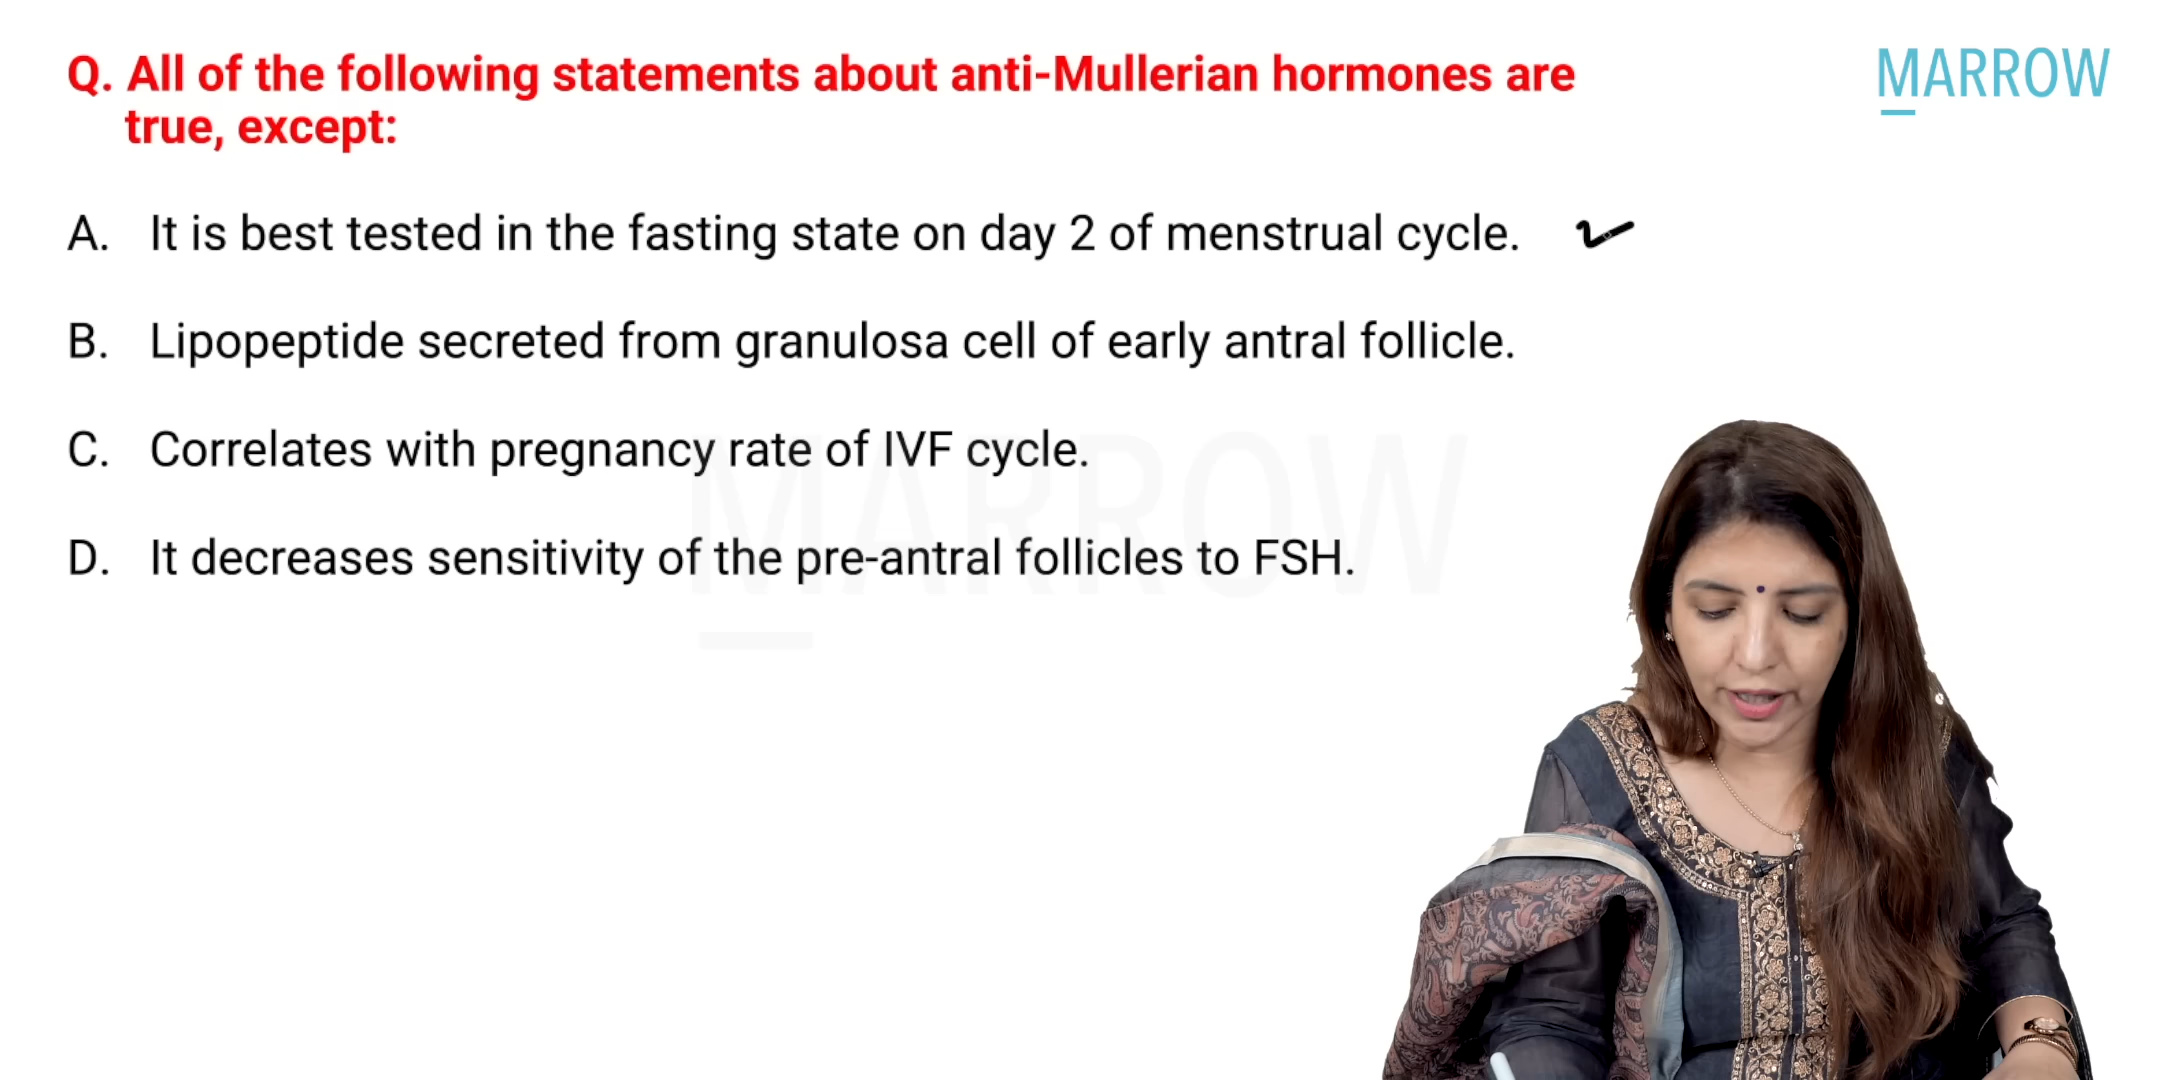 Q. All of the following statements about anti-Mullerian hormones are
true, except:
MARROW
A. It is best tested in the fasting state on day 2 of menstrual cycle.
B. Lipopeptide secreted from granulosa cell of early antral follicle.
C. Correlates with pregnancy rate of IVF cycle.
D. It decreases sensitivity of the pre-antral follicles to FSH.
MARROW